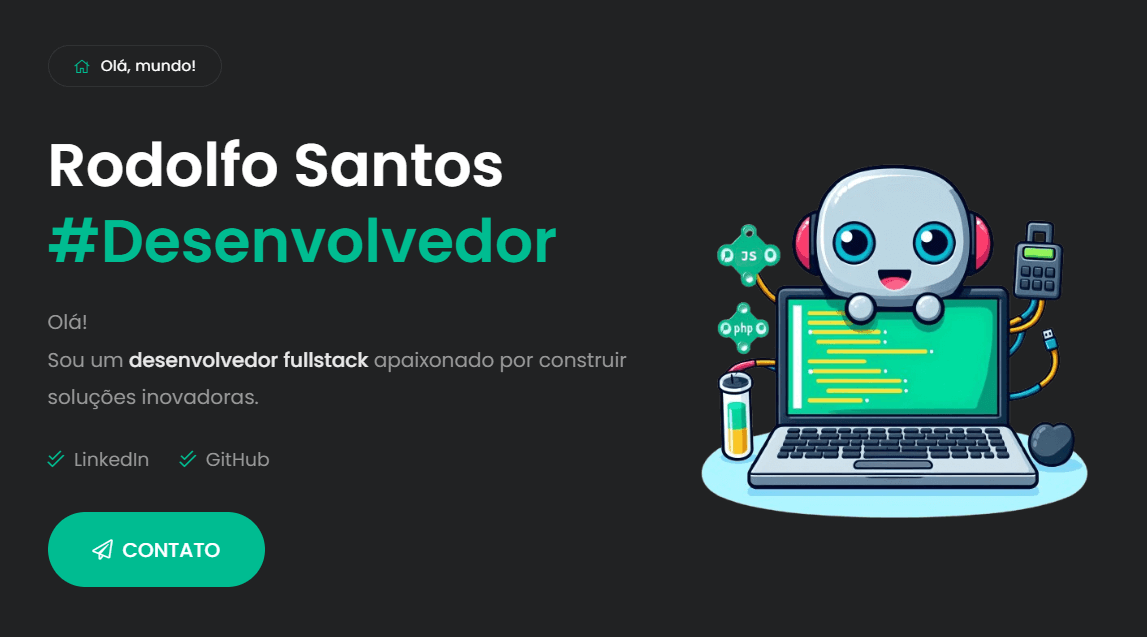 Olá, mundo!
Rodolfo Santos
#Desenvolvedor
Olá!
Sou um desenvolvedor fullstack apaixonado por construir
soluções inovadoras.
LinkedIn
GitHub
CONTATO
JS
php